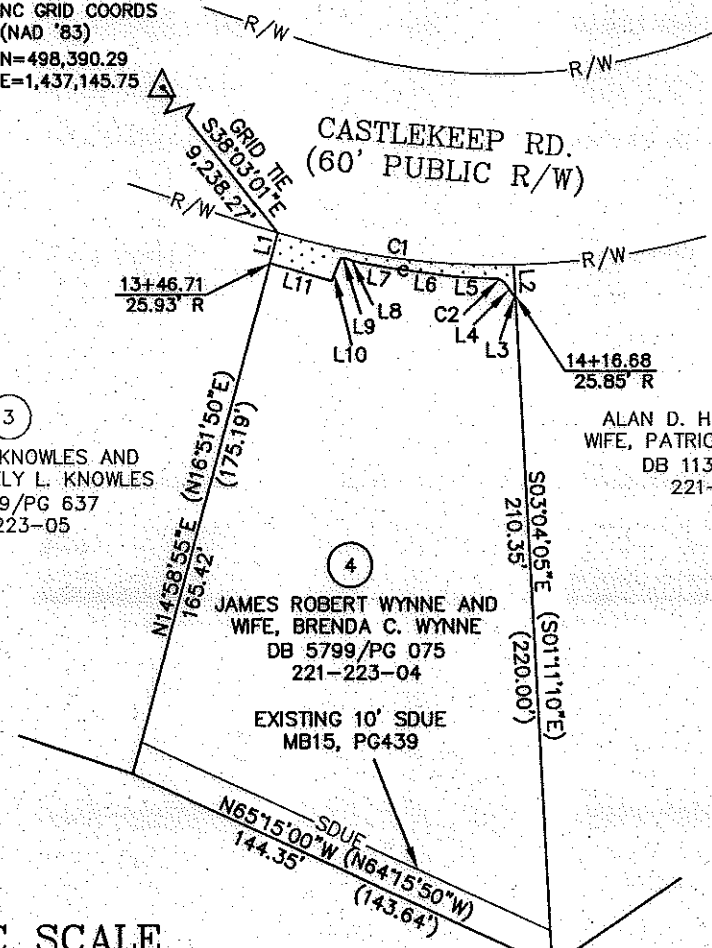 NC GRID COORDS
(NAD '83)
N=498,390.29
E=1,437,145.75
R/W
R/W
GRID TIE
S38°03'01"E
9,238.27'
CASTLEKEEP RD.
(60' PUBLIC R/W)
R/W
R/W
L1
C1
L2
L11
L7
L6
L5
L8
L9
L10
C2
L4
L3
13+46.71
25.93' R
14+16.68
25.85' R
3
KNOWLES AND
ELY L. KNOWLES
9/PG 637
223-05
ALAN D. H
WIFE, PATRIC
DB 113
221-
N14°58'55"E (N16°51'50"E)
165.42' (175.19')
S03°04'05"E (S01°11'10"E)
210.35' (220.00')
4
JAMES ROBERT WYNNE AND
WIFE, BRENDA C. WYNNE
DB 5799/PG 075
221-223-04
EXISTING 10' SDUE
MB15, PG439
SDUE
N65°15'00"W (N64°15'50"W)
144.35' (143.64')
C SCALE